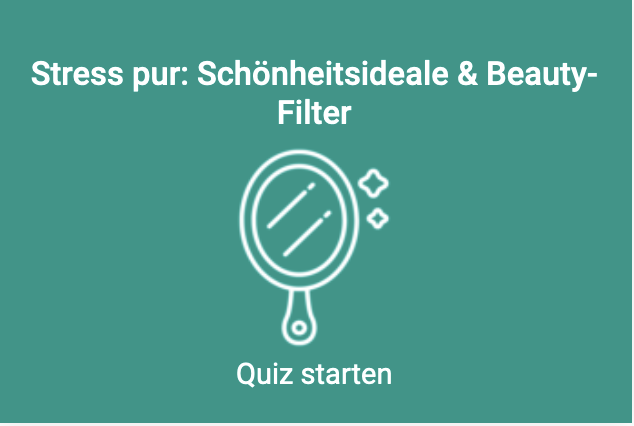 Stress pur: Schönheitsideale & Beauty-
Filter
Quiz starten